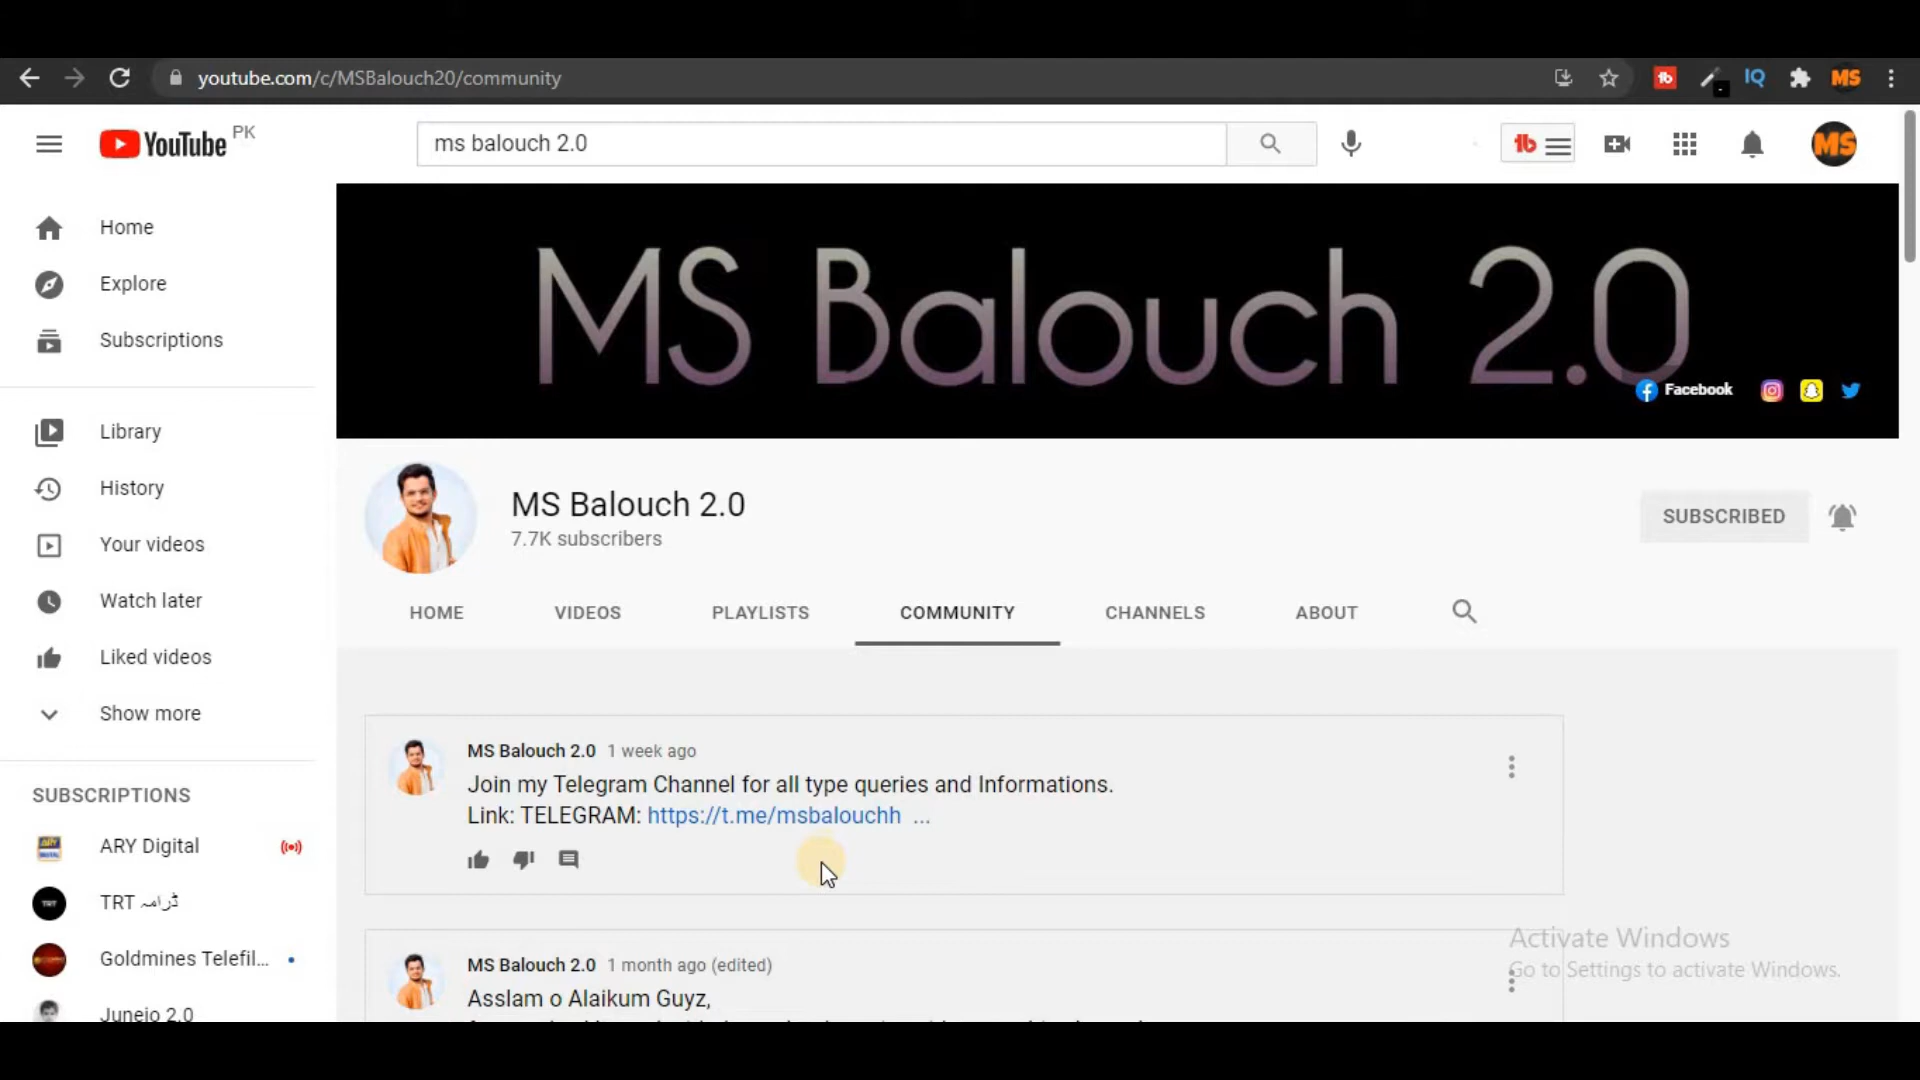 youtube.com/c/MSBalouch20/community
IQ
MS
YouTube PK
ms balouch 2.0
MS
Home
Explore
Subscriptions
Library
History
Your videos
Watch later
Liked videos
Show more
SUBSCRIPTIONS
ARY Digital
TRT ڈرامہ
Goldmines Telefil...
Junejo 2.0
MS Balouch 2.0
Facebook
MS Balouch 2.0
7.7K subscribers
SUBSCRIBED
HOME VIDEOS PLAYLISTS COMMUNITY CHANNELS ABOUT
MS Balouch 2.0 1 week ago
Join my Telegram Channel for all type queries and Informations.
Link: TELEGRAM: https://t.me/msbalouchh ...
MS Balouch 2.0 1 month ago (edited)
Asslam o Alaikum Guyz,
Activate Windows
Go to Settings to activate Windows.